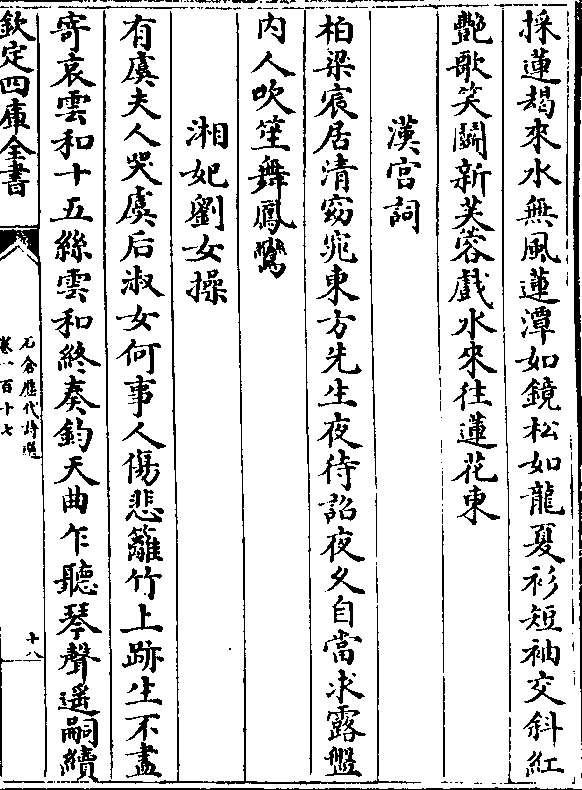 採蓮朅來水無風蓮潭如鏡松如龍夏衫短袖交斜紅
艷歌笑鬭新芙蓉戲水來往蓮花東
漢宮詞
柏梁宸居清窈窕東方先生夜待詔夜久自當求露盤
内人吹笙舞鳳鸞
湘妃劉女操
有虞夫人哭虞后淑女何事人傷悲籬竹上跡生不盡
寄哀雲和十五絲雲和終奏鈞天曲乍聽琴聲遥嗣續
欽定四庫全書
石倉歷代詩選
卷一百十七
十八